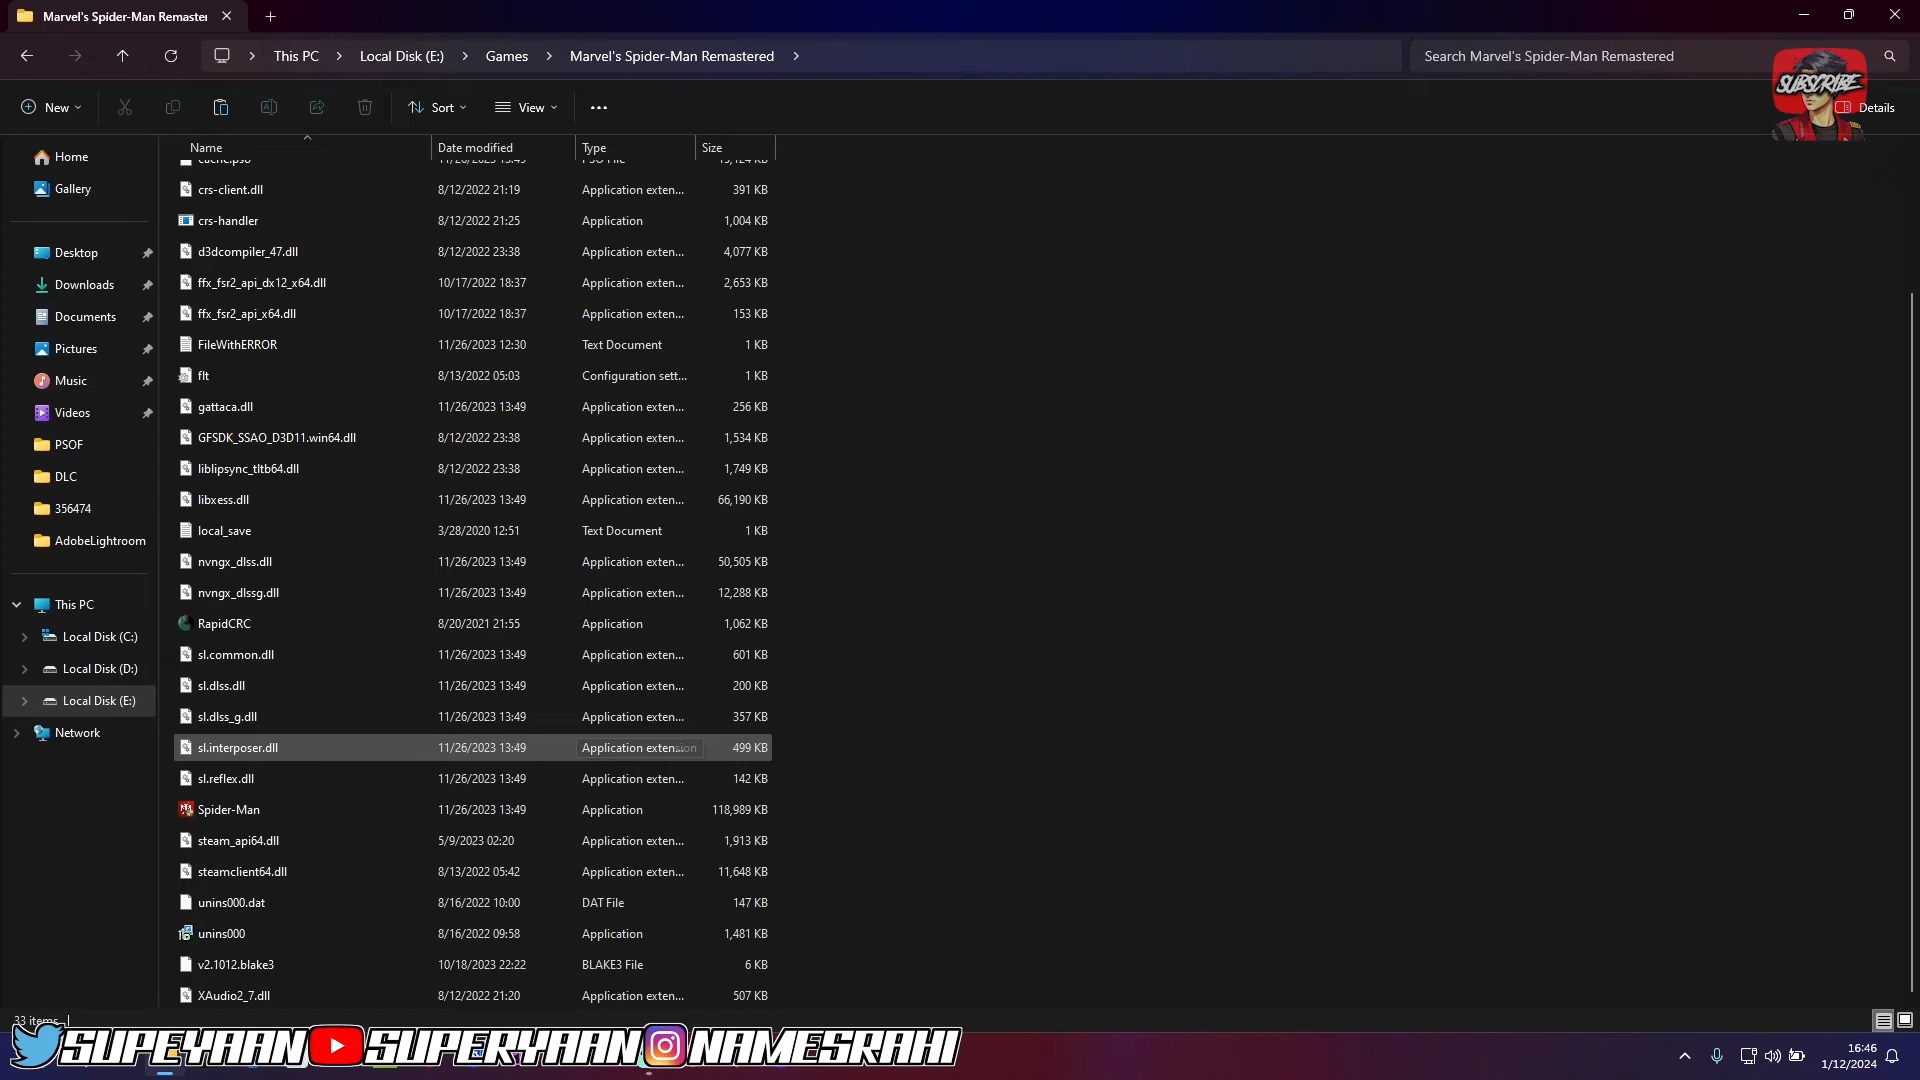 Marvel's Spider-Man Remaster
This PC
Local Disk (E:)
Games
Marvel's Spider-Man Remastered
Search Marvel's Spider-Man Remastered
SUBSCRIBE
New
Sort
View
Details
Name
Date modified
Type
Size
Home
Gallery
Desktop
Downloads
Documents
Pictures
Music
Videos
PSOF
DLC
356474
AdobeLightroom
This PC
Local Disk (C:)
Local Disk (D:)
Local Disk (E:)
Network
cache.pso 11/26/2023 13:49 PSO File 13,124 KB
crs-client.dll 8/12/2022 21:19 Application exten... 391 KB
crs-handler 8/12/2022 21:25 Application 1,004 KB
d3dcompiler_47.dll 8/12/2022 23:38 Application exten... 4,077 KB
ffx_fsr2_api_dx12_x64.dll 10/17/2022 18:37 Application exten... 2,653 KB
ffx_fsr2_api_x64.dll 10/17/2022 18:37 Application exten... 153 KB
FileWithERROR 11/26/2023 12:30 Text Document 1 KB
flt 8/13/2022 05:03 Configuration sett... 1 KB
gattaca.dll 11/26/2023 13:49 Application exten... 256 KB
GFSDK_SSAO_D3D11.win64.dll 8/12/2022 23:38 Application exten... 1,534 KB
liblipsync_tltb64.dll 8/12/2022 23:38 Application exten... 1,749 KB
libxess.dll 11/26/2023 13:49 Application exten... 66,190 KB
local_save 3/28/2020 12:51 Text Document 1 KB
nvngx_dlss.dll 11/26/2023 13:49 Application exten... 50,505 KB
nvngx_dlssg.dll 11/26/2023 13:49 Application exten... 12,288 KB
RapidCRC 8/20/2021 21:55 Application 1,062 KB
sl.common.dll 11/26/2023 13:49 Application exten... 601 KB
sl.dlss.dll 11/26/2023 13:49 Application exten... 200 KB
sl.dlss_g.dll 11/26/2023 13:49 Application exten... 357 KB
sl.interposer.dll 11/26/2023 13:49 Application extension 499 KB
sl.reflex.dll 11/26/2023 13:49 Application exten... 142 KB
Spider-Man 11/26/2023 13:49 Application 118,989 KB
steam_api64.dll 5/9/2023 02:20 Application exten... 1,913 KB
steamclient64.dll 8/13/2022 05:42 Application exten... 11,648 KB
unins000.dat 8/16/2022 10:00 DAT File 147 KB
unins000 8/16/2022 09:58 Application 1,481 KB
v2.1012.blake3 10/18/2023 22:22 BLAKE3 File 6 KB
XAudio2_7.dll 8/12/2022 21:20 Application exten... 507 KB
33 items
SUPEYAAN SUPERYAAN NAMESRAHI
16:46
1/12/2024